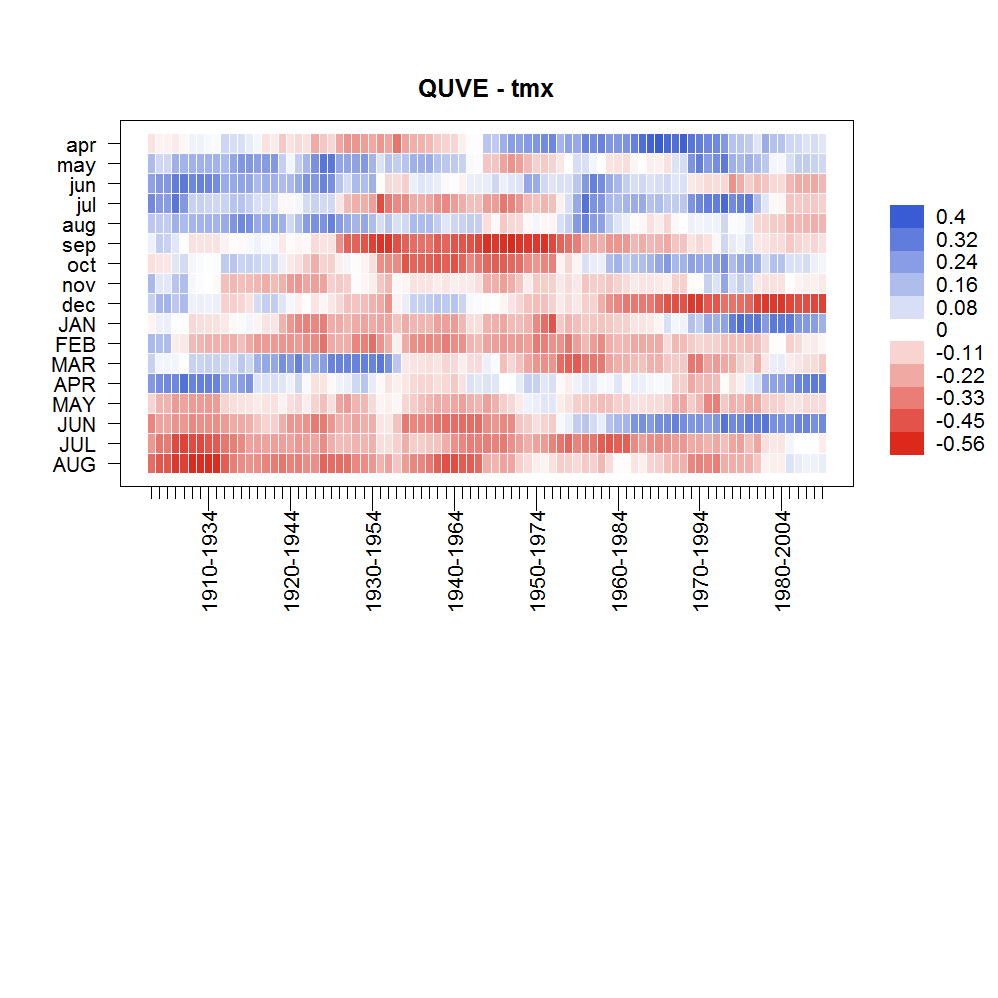 QUVE - tmx
apr
may
jun
jul
aug
sep
oct
nov
dec
JAN
FEB
MAR
APR
MAY
JUN
JUL
AUG
1910-1934
1920-1944
1930-1954
1940-1964
1950-1974
1960-1984
1970-1994
1980-2004
0.4
0.32
0.24
0.16
0.08
0
-0.11
-0.22
-0.33
-0.45
-0.56